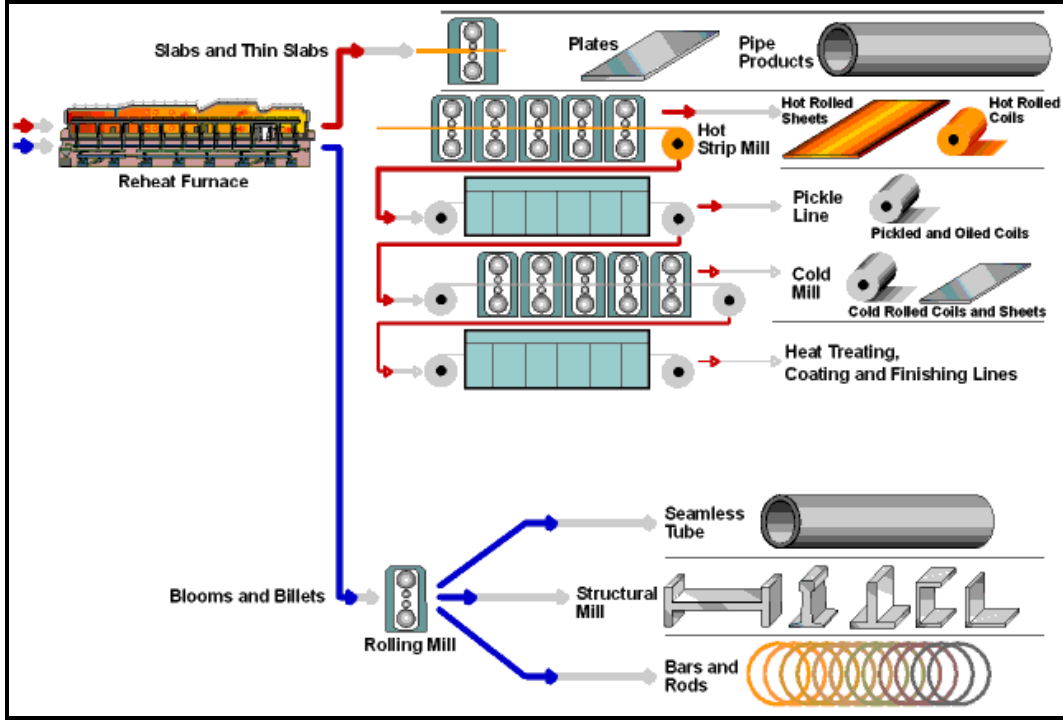 Slabs and Thin Slabs
Plates
Pipe
Products
Reheat Furnace
Hot
Strip Mill
Hot Rolled
Sheets
Hot Rolled
Coils
Pickle
Line
Pickled and Oiled Coils
Cold
Mill
Cold Rolled Coils and Sheets
Heat Treating,
Coating and Finishing Lines
Blooms and Billets
Rolling Mill
Seamless
Tube
Structural
Mill
Bars and
Rods